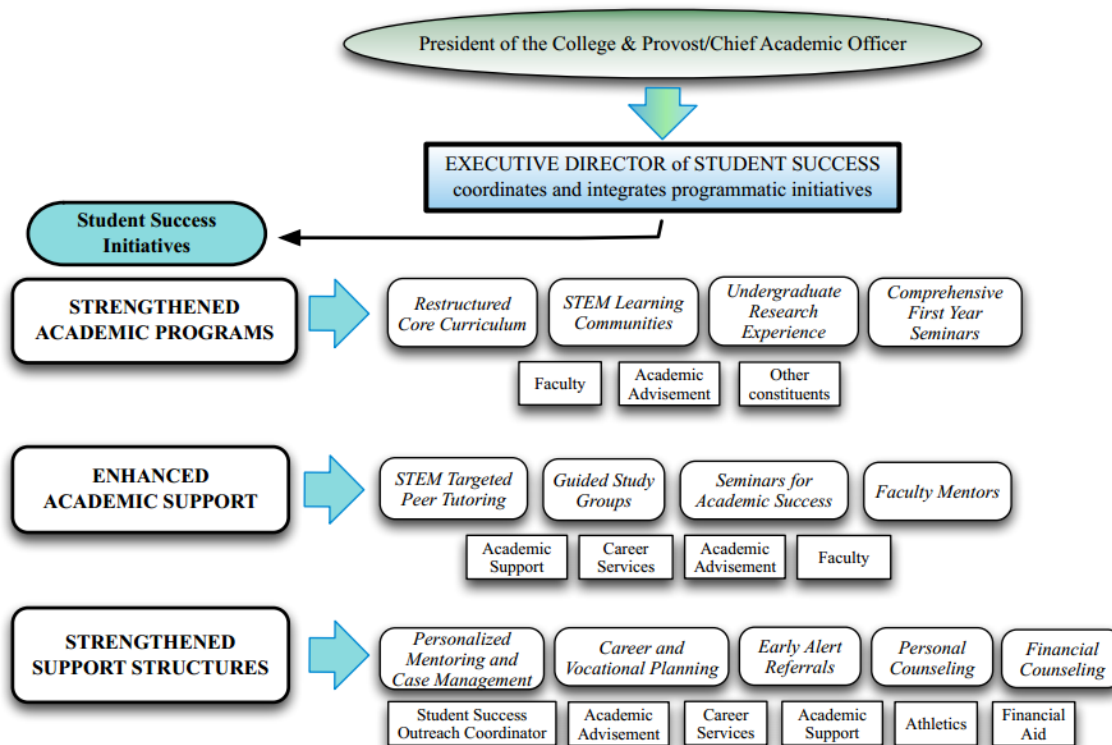 President of the College & Provost/Chief Academic Officer
EXECUTIVE DIRECTOR of STUDENT SUCCESS
coordinates and integrates programmatic initiatives
Student Success
Initiatives
STRENGTHENED
ACADEMIC PROGRAMS
Restructured
Core Curriculum
STEM Learning
Communities
Undergraduate
Research
Experience
Comprehensive
First Year
Seminars
Faculty
Academic
Advisement
Other
constituents
ENHANCED
ACADEMIC SUPPORT
STEM Targeted
Peer Tutoring
Guided Study
Groups
Seminars for
Academic Success
Faculty Mentors
Academic
Support
Career
Services
Academic
Advisement
Faculty
STRENGTHENED
SUPPORT STRUCTURES
Personalized
Mentoring and
Case Management
Career and
Vocational Planning
Early Alert
Referrals
Personal
Counseling
Financial
Counseling
Student Success
Outreach Coordinator
Academic
Advisement
Career
Services
Academic
Support
Athletics
Financial
Aid